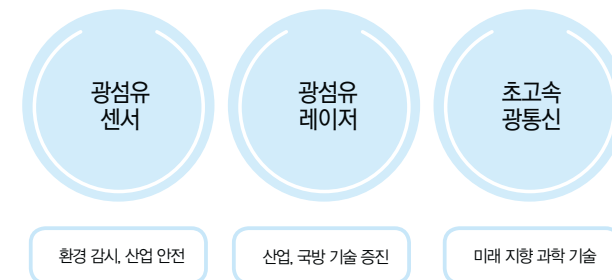 광섬유
센서
광섬유
레이저
초고속
광통신
환경 감시, 산업 안전
산업, 국방 기술 증진
미래 지향 과학 기술